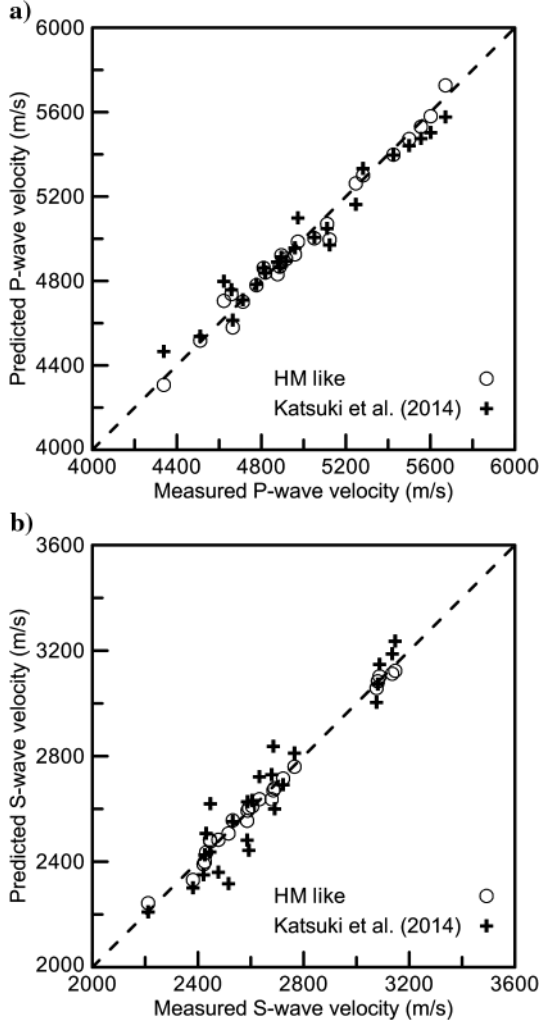 a)
6000
5600
5200
4800
4400
4000
Predicted P-wave velocity (m/s)
HM like
Katsuki et al. (2014)
4000 4400 4800 5200 5600 6000
Measured P-wave velocity (m/s)
b)
3600
3200
2800
2400
2000
Predicted S-wave velocity (m/s)
HM like
Katsuki et al. (2014)
2000 2400 2800 3200 3600
Measured S-wave velocity (m/s)